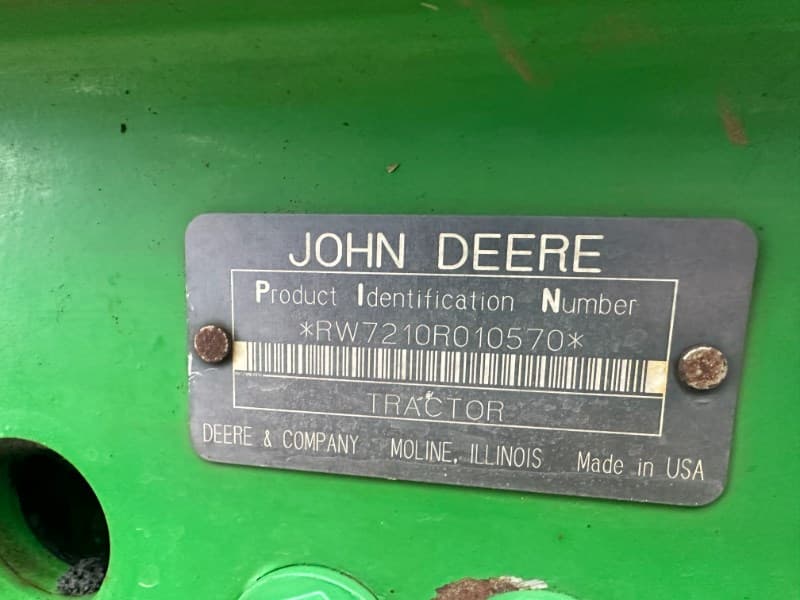 JOHN DEERE
Product Identification Number
*RW7210R010570*
TRACTOR
DEERE & COMPANY MOLINE, ILLINOIS Made in USA